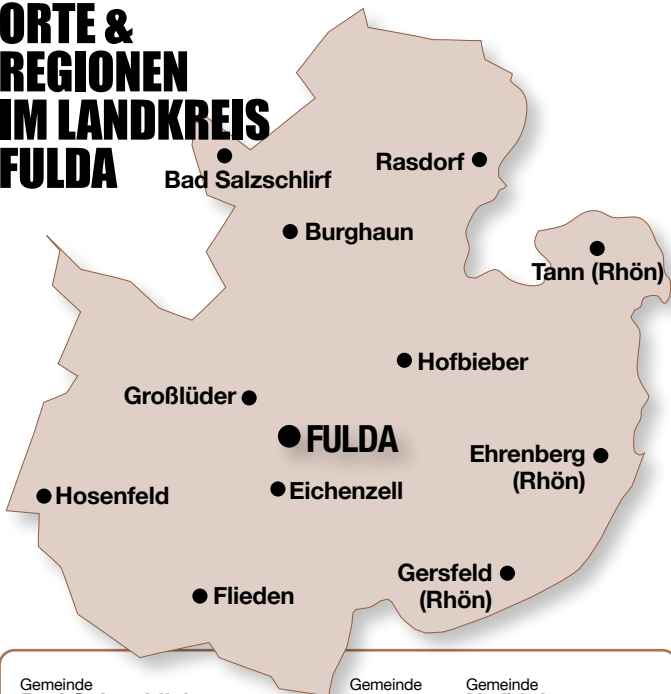 ORTE &
REGIONEN
IM LANDKREIS
FULDA
Bad Salzschlirf
Rasdorf
Burghaun
Tann (Rhön)
Hofbieber
Großlüder
FULDA
Ehrenberg
(Rhön)
Hosenfeld
Eichenzell
Gersfeld
(Rhön)
Flieden
Gemeinde
Gemeinde
Gemeinde